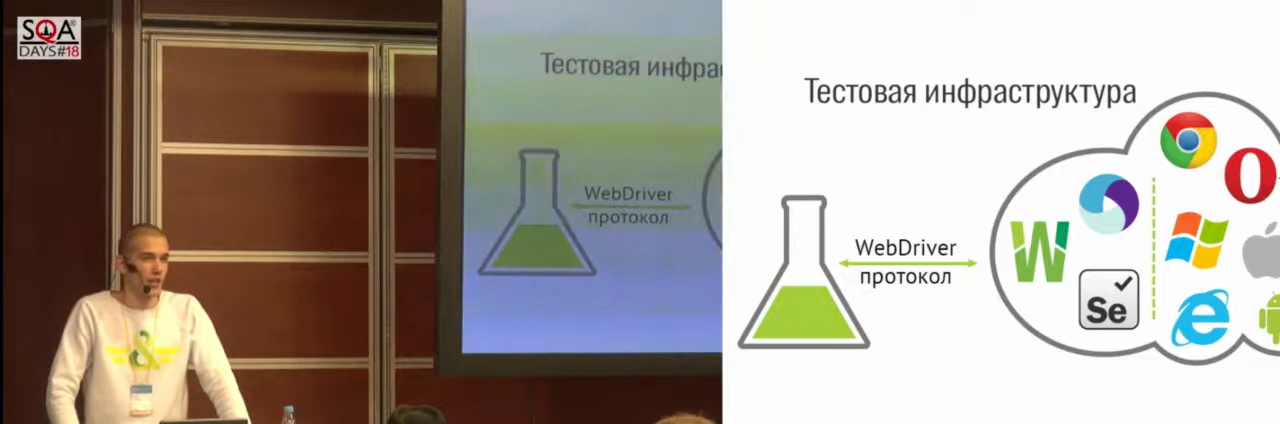 SQA
DAYS#18
Тестовая инфрас
WebDriver
протокол
&
Тестовая инфраструктура
WebDriver
протокол
W
Se